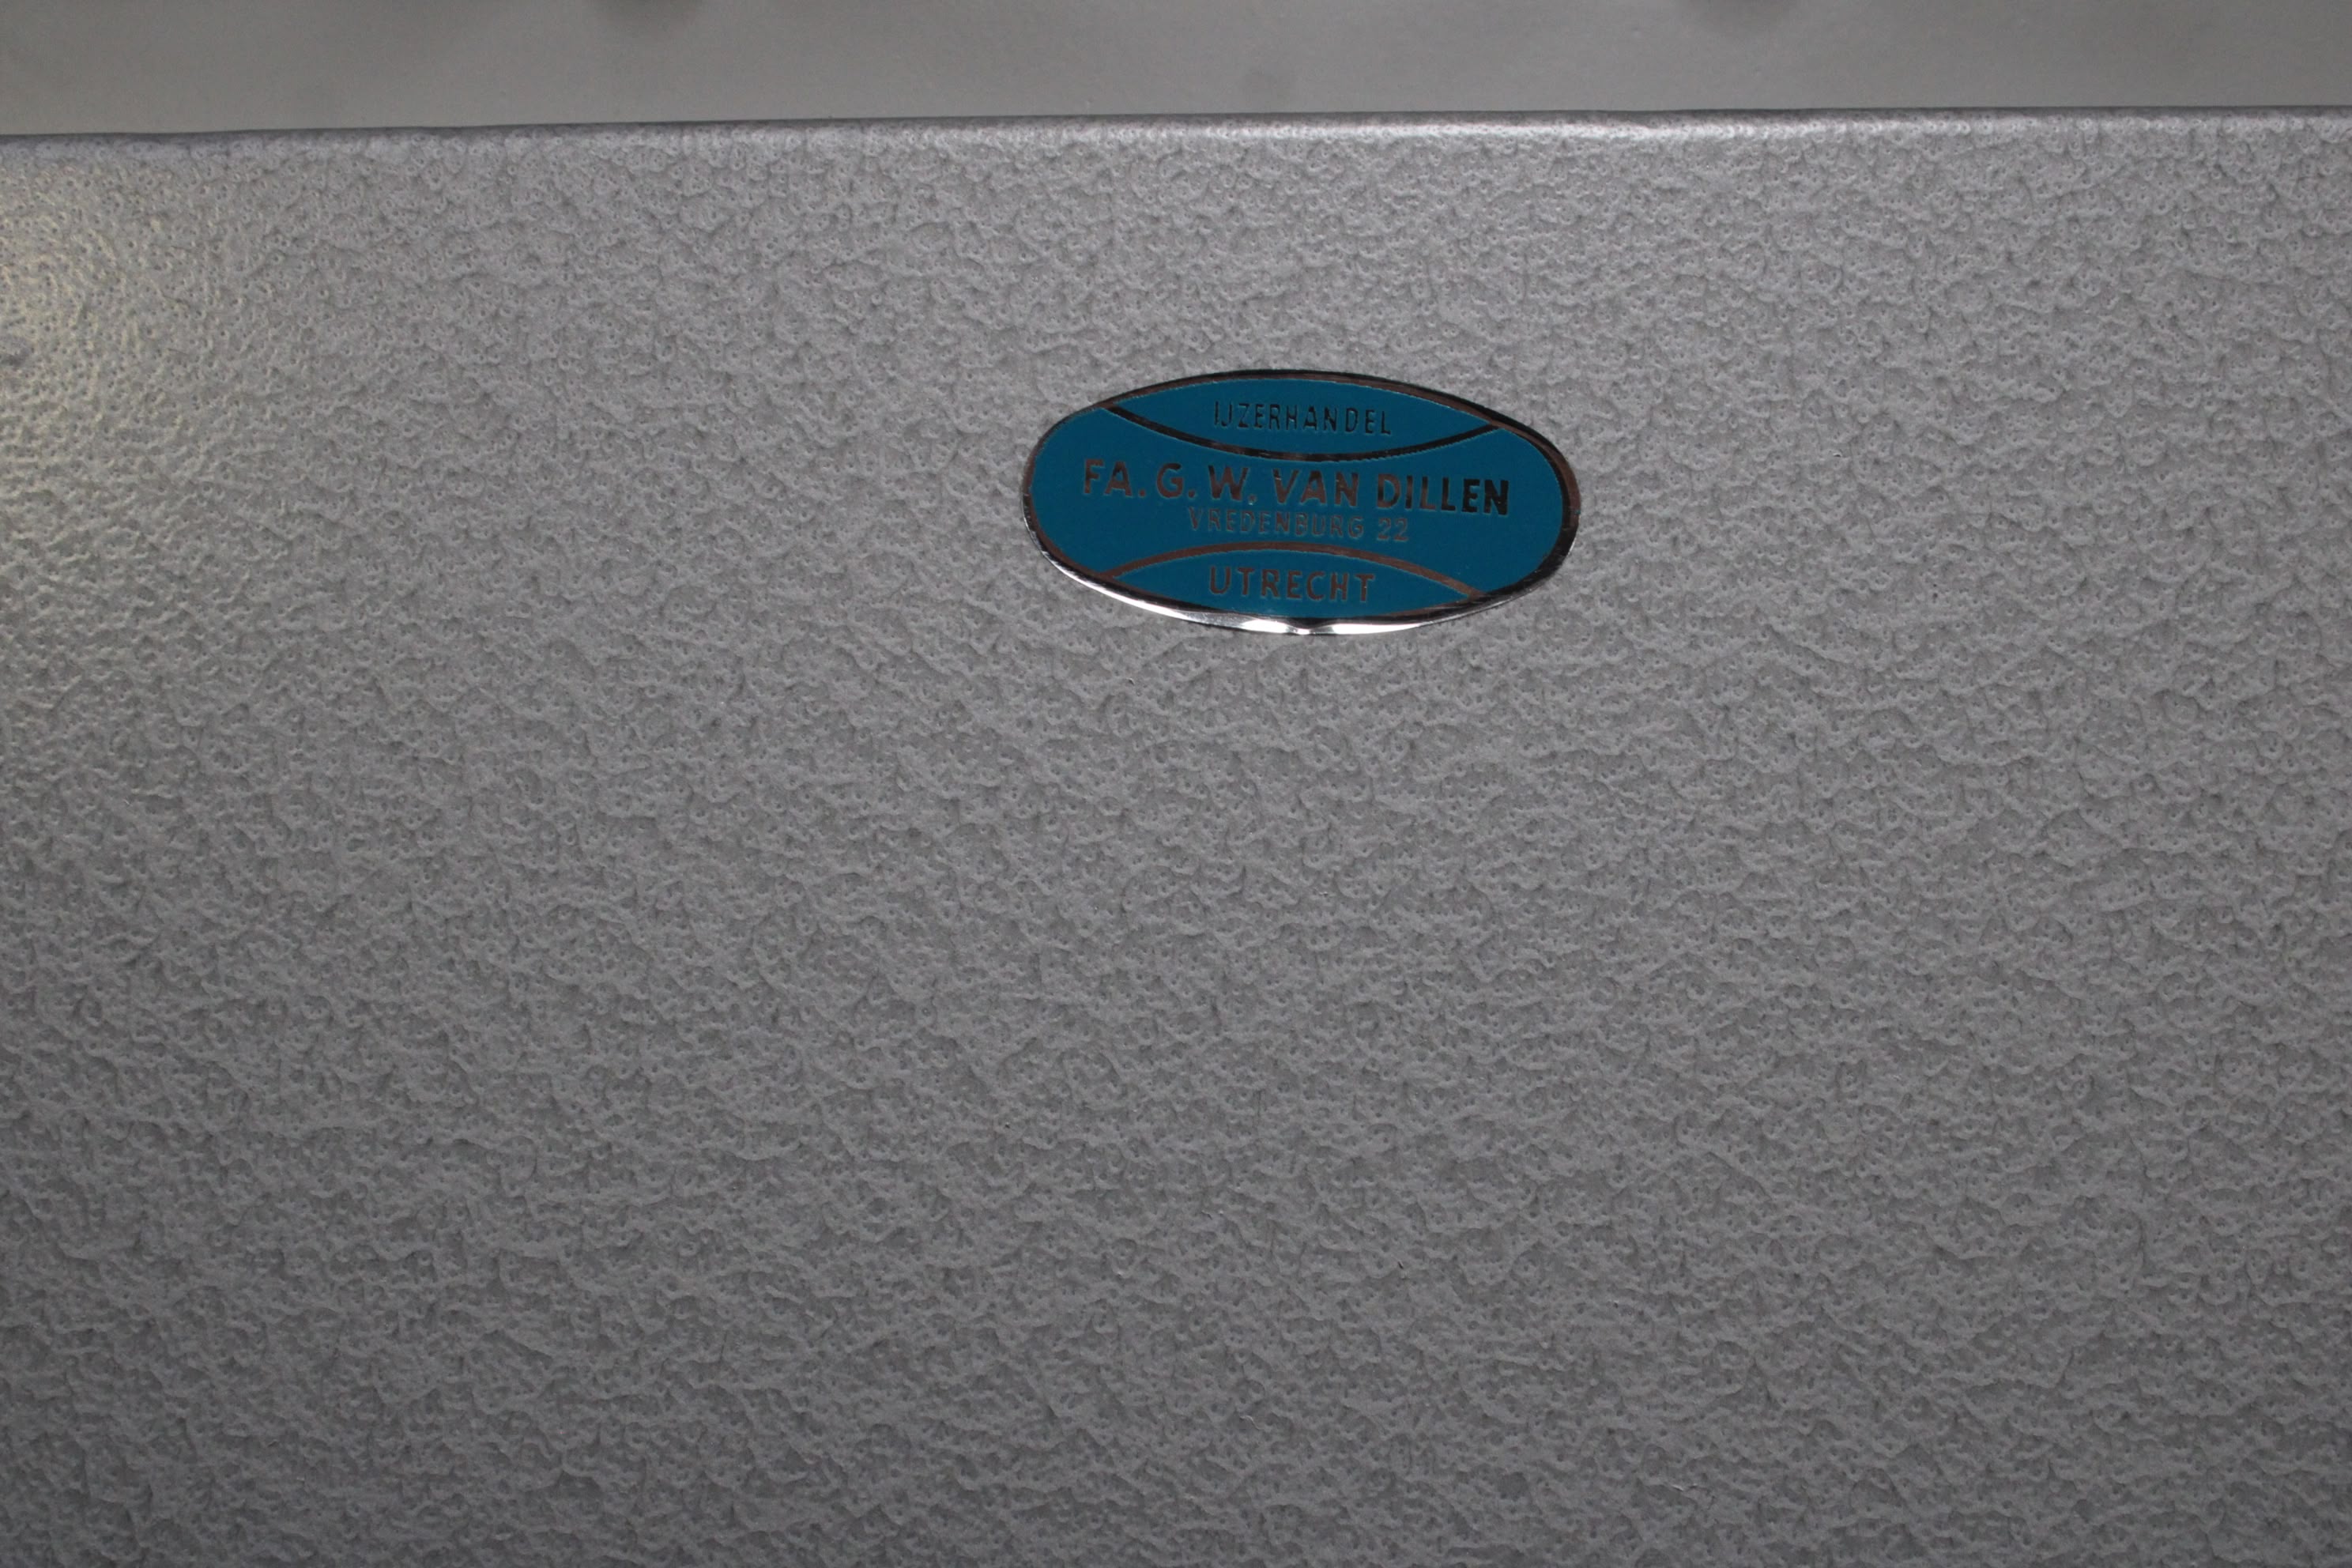 IJZERHANDEL
FA. G. W. VAN DILLEN
VREDENBURG 22
UTRECHT